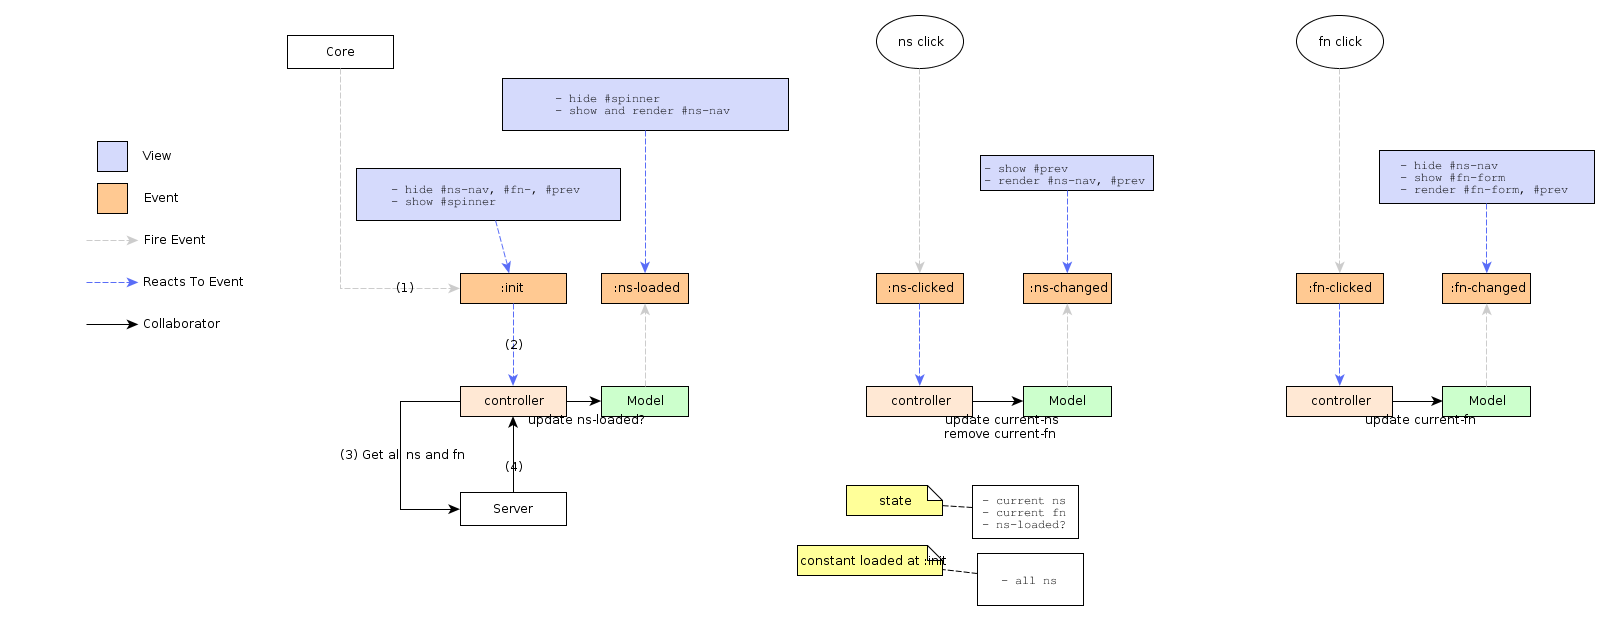 Core
ns click
fn click
- hide #spinner
- show and render #ns-nav
View
Event
Fire Event
Reacts To Event
Collaborator
- hide #ns-nav, #fn-, #prev
- show #spinner
- show #prev
- render #ns-nav, #prev
- hide #ns-nav
- show #fn-form
- render #fn-form, #prev
(1)
:init
:ns-loaded
:ns-clicked
:ns-changed
:fn-clicked
:fn-changed
(2)
controller
Model
update ns-loaded?
controller
Model
update current-ns
remove current-fn
controller
Model
update current-fn
(3) Get all ns and fn
(4)
Server
state
- current ns
- current fn
- ns-loaded?
constant loaded at :init
- all ns